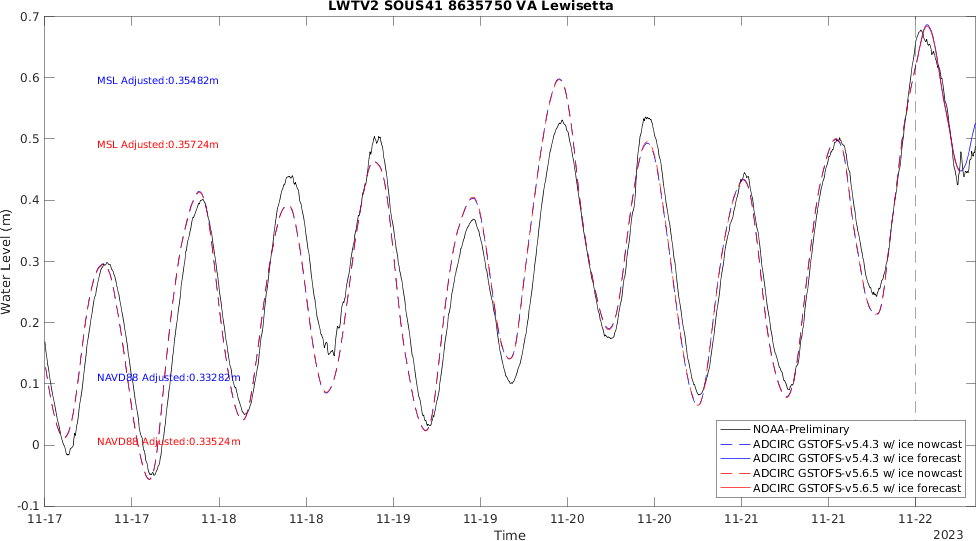 LWTV2 SOUS41 8635750 VA Lewisetta
0.7
0.6
0.5
0.4
0.3
0.2
0.1
0
-0.1
Water Level (m)
MSL Adjusted:0.35482m
MSL Adjusted:0.35724m
NAVD88 Adjusted:0.33282m
NAVD88 Adjusted:0.33524m
NOAA-Preliminary
ADCIRC GSTOFS-v5.4.3 w/ ice nowcast
ADCIRC GSTOFS-v5.4.3 w/ ice forecast
ADCIRC GSTOFS-v5.6.5 w/ ice nowcast
ADCIRC GSTOFS-v5.6.5 w/ ice forecast
11-17 11-17 11-18 11-18 11-19 11-19 11-20 11-20 11-21 11-21 11-22
Time
2023